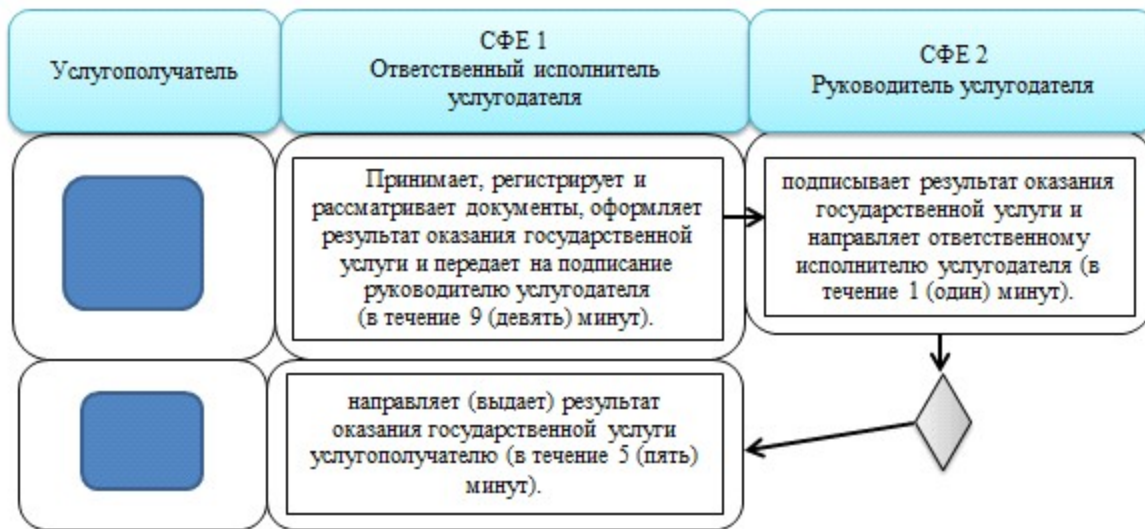 Услугополучатель
СФЕ 1
Ответственный исполнитель
услугодателя
СФЕ 2
Руководитель услугодателя
Принимает, регистрирует и
рассматривает документы, оформляет
результат оказания государственной
услуги и передает на подписание
руководителю услугодателя
(в течение 9 (девять) минут).
подписывает результат оказания
государственной услуги и
направляет ответственному
исполнителю услугодателя (в
течение 1 (один) минут).
направляет (выдает) результат
оказания государственной услуги
услугополучателю (в течение 5 (пять)
минут).